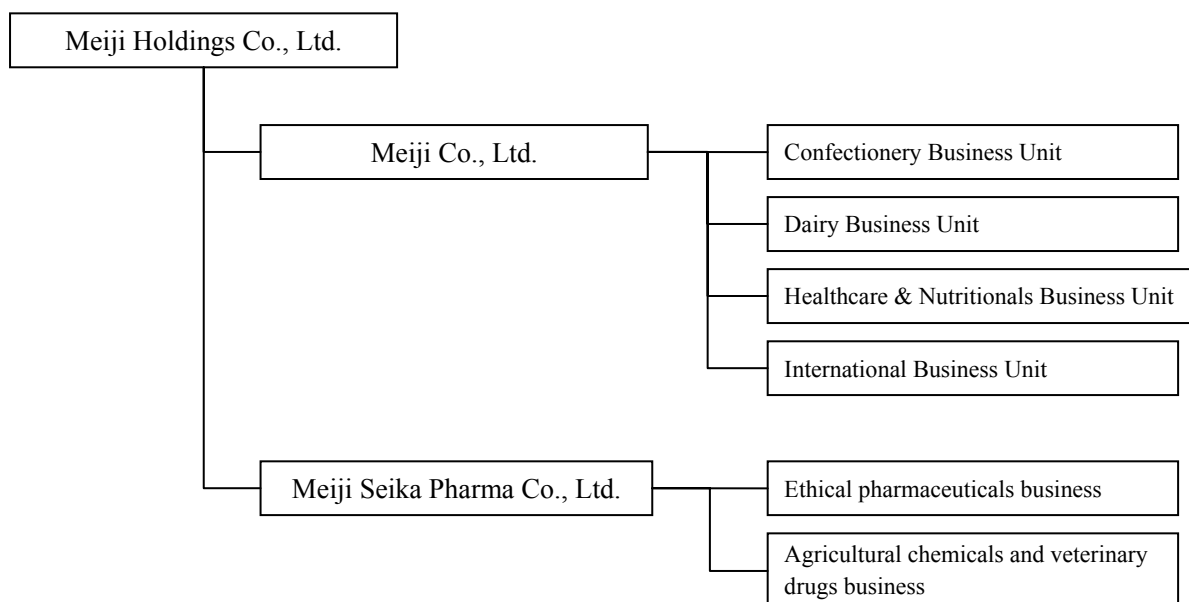 Meiji Holdings Co., Ltd.
Meiji Co., Ltd.
Confectionery Business Unit
Dairy Business Unit
Healthcare & Nutritionals Business Unit
International Business Unit
Meiji Seika Pharma Co., Ltd.
Ethical pharmaceuticals business
Agricultural chemicals and veterinary
drugs business